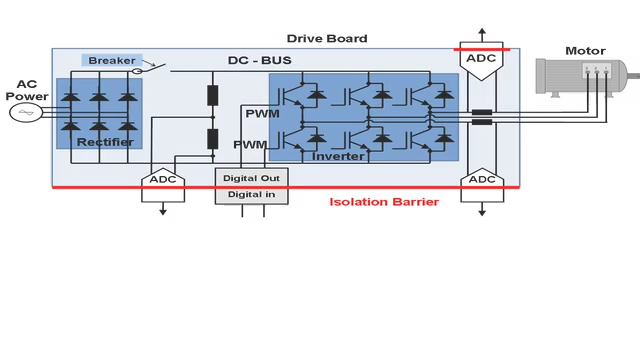 Drive Board
Breaker
DC - BUS
ADC
Motor
AC
Power
PWM
Rectifier
PWM
Inverter
ADC
Digital Out
Digital in
ADC
Isolation Barrier